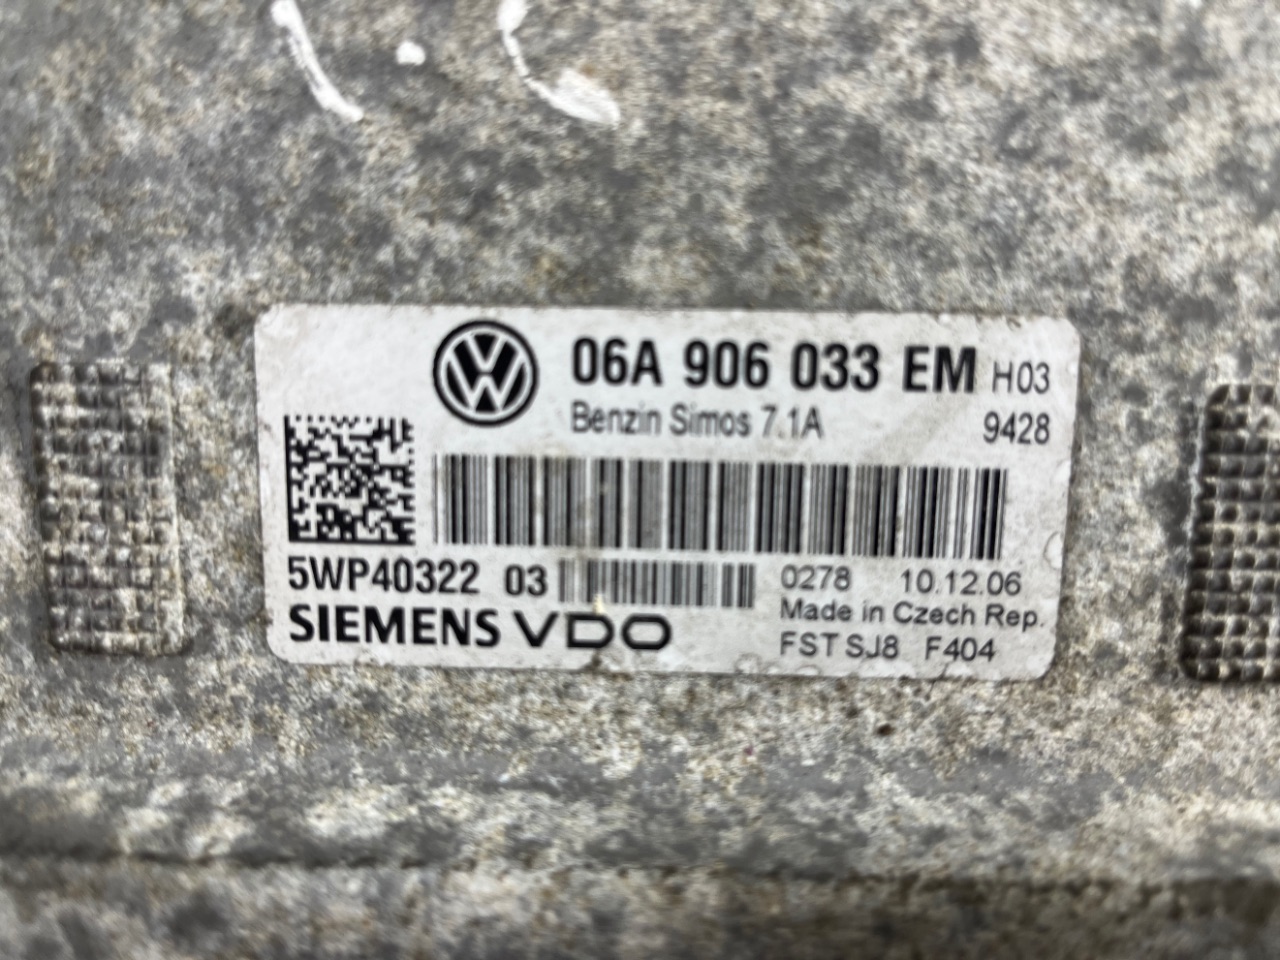 06A 906 033 EM H03
Benzin Simos 7.1A 9428
5WP40322 03 0278 10.12.06
SIEMENS VDO Made in Czech Rep.
FST SJ8 F404